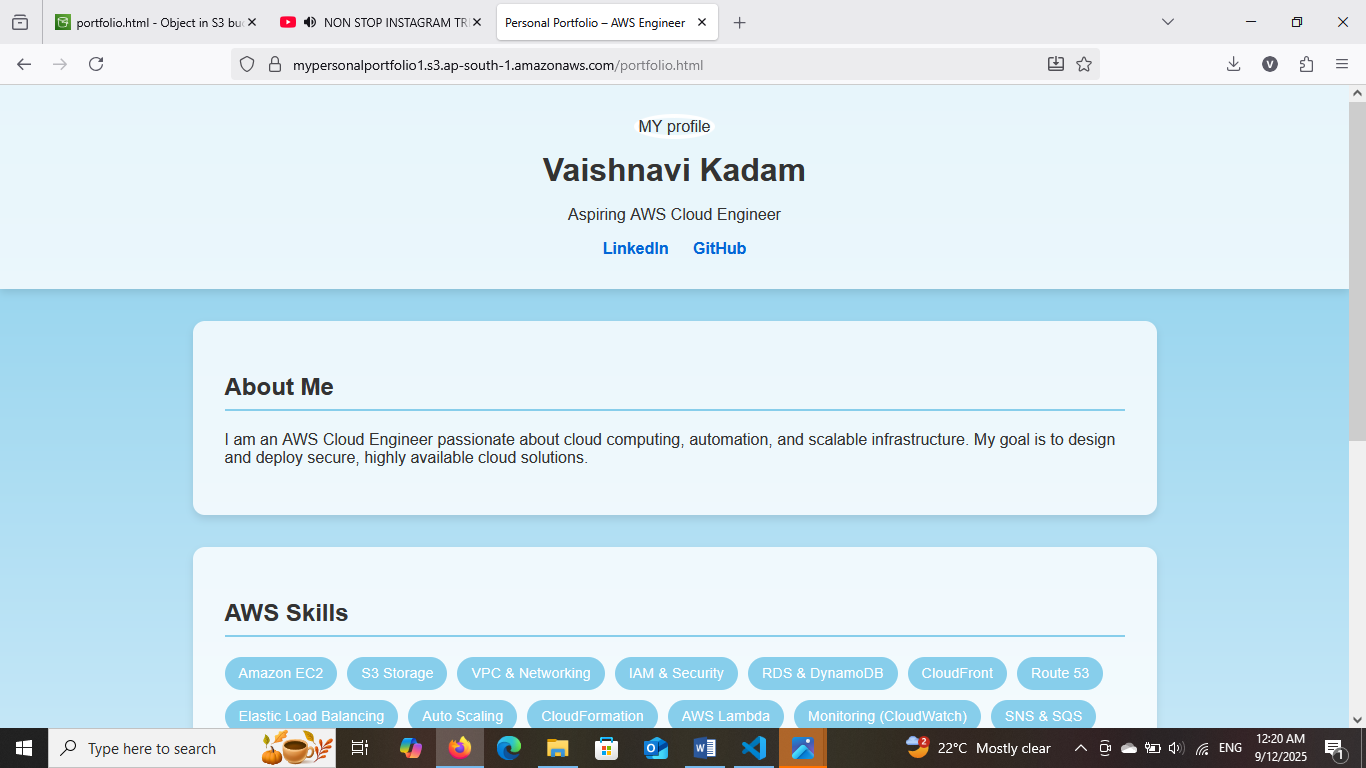 portfolio.html - Object in S3 bu
NON STOP INSTAGRAM TR
Personal Portfolio – AWS Engineer
mypersonalportfolio1.s3.ap-south-1.amazonaws.com/portfolio.html
V
MY profile
Vaishnavi Kadam
Aspiring AWS Cloud Engineer
LinkedIn GitHub
About Me
I am an AWS Cloud Engineer passionate about cloud computing, automation, and scalable infrastructure. My goal is to design
and deploy secure, highly available cloud solutions.
AWS Skills
Amazon EC2 S3 Storage VPC & Networking IAM & Security RDS & DynamoDB CloudFront Route 53
Elastic Load Balancing Auto Scaling CloudFormation AWS Lambda Monitoring (CloudWatch) SNS & SQS
Type here to search
2 22°C Mostly clear ENG 12:20 AM
9/12/2025
1